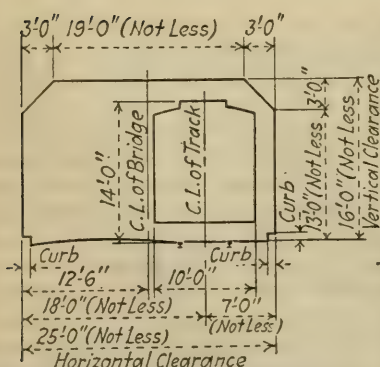 3'0" 19'-0" (Not Less) 3'-0"
C.L. of Bridge
C.L. of Track
14'-0"
3'-0"
13'-0" (Not Less)
16'-0" (Not Less)
Vertical Clearance
Curb
Curb Curb
12'-6" 10'-0"
18'-0" (Not Less) 7'-0"
(Not Less)
25'-0" (Not Less)
Horizontal Clearance